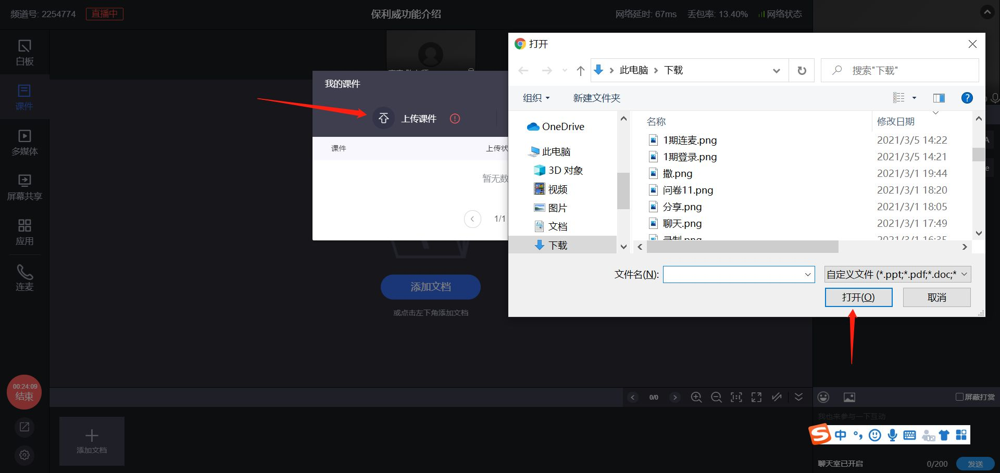 频道号: 2254774 直播中
保利威功能介绍
网络延时: 67ms 丢包率: 13.40% 网络状态
白板
课件
多媒体
屏幕共享
应用
连麦
00:24:09
结束
我的课件
上传课件
课件 上传状
暂无数
1/1
添加文档
或点击左下角添加文档
打开
此电脑 下载
搜索"下载"
组织 新建文件夹
OneDrive
此电脑
3D 对象
视频
图片
文档
下载
名称 修改日期
1期连麦.png 2021/3/5 14:22
1期登录.png 2021/3/5 14:21
撒.png 2021/3/1 19:44
问卷11.png 2021/3/1 18:20
分享.png 2021/3/1 18:05
聊天.png 2021/3/1 17:49
录制.png 2021/3/1 16:35
文件名(N): 自定义文件 (*.ppt;*.pdf;*.doc;*
打开(O) 取消
0/0
屏蔽打赏
我也来参与一下互动
中
添加文档
聊天室已开启 0/200 发送